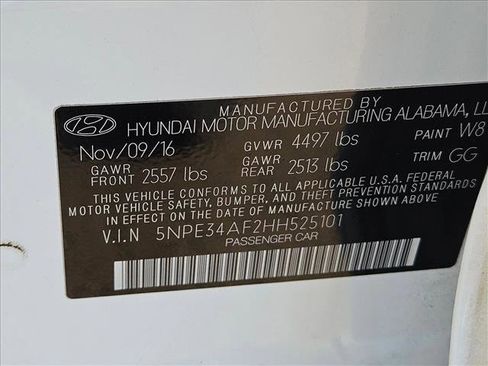 MANUFACTURED BY
HYUNDAI MOTOR MANUFACTURING ALABAMA,
Nov/09/16 GVWR 4497 lbs PAINT W8
GAWR FRONT 2557 lbs GAWR REAR 2513 lbs TRIM GG
THIS VEHICLE CONFORMS TO ALL APPLICABLE U.S.A. FEDERAL
MOTOR VEHICLE SAFETY, BUMPER, AND THEFT PREVENTION STANDARDS
IN EFFECT ON THE DATE OF MANUFACTURE SHOWN ABOVE.
V.I.N 5NPE34AF2HH525101
PASSENGER CAR